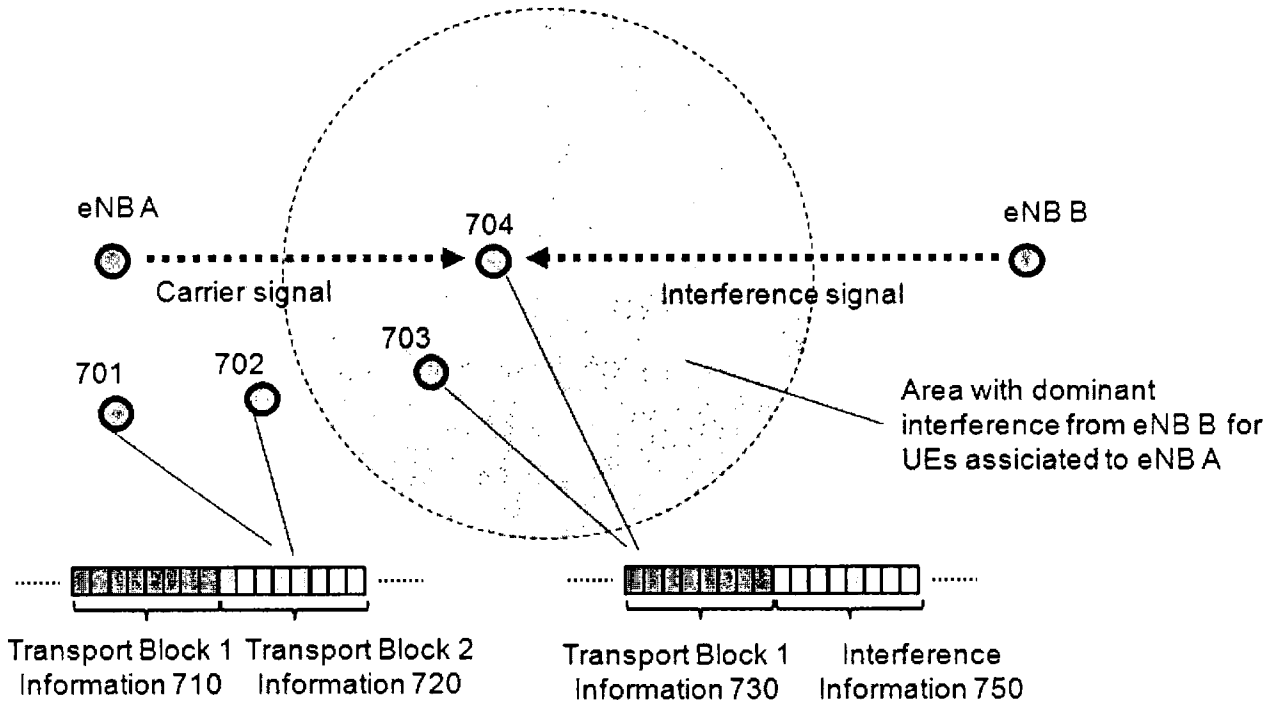 eNB A
704
eNB B
Carrier signal
Interference signal
703
701
702
Area with dominant
interference from eNB B for
UEs assiciated to eNB A
Transport Block 1
Information 710
Transport Block 2
Information 720
Transport Block 1
Information 730
Interference
Information 750